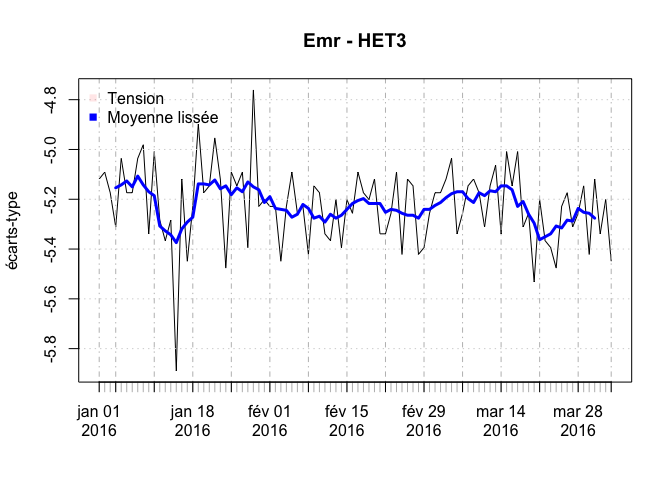 Emr - HET3
Tension
Moyenne lissée
écarts-type
-4.8
-5.0
-5.2
-5.4
-5.6
-5.8
jan 01 jan 18 fév 01 fév 15 fév 29 mar 14 mar 28
2016 2016 2016 2016 2016 2016 2016